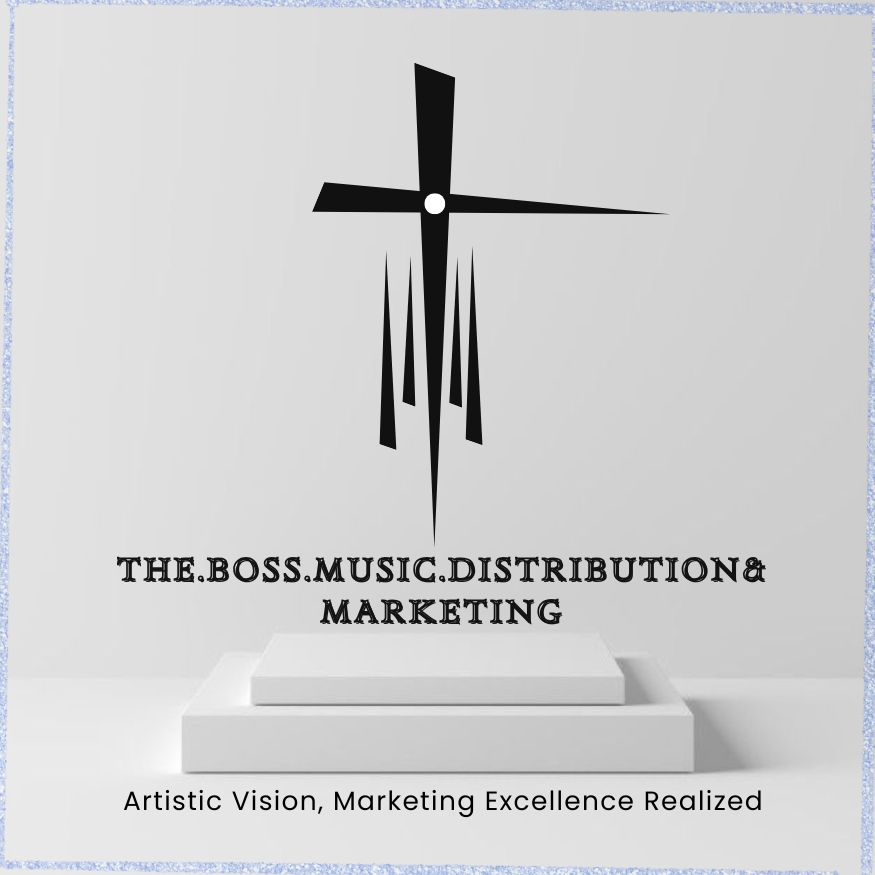 THE.BOSS.MUSIC.DISTRIBUTION&
MARKETING
Artistic Vision, Marketing Excellence Realized